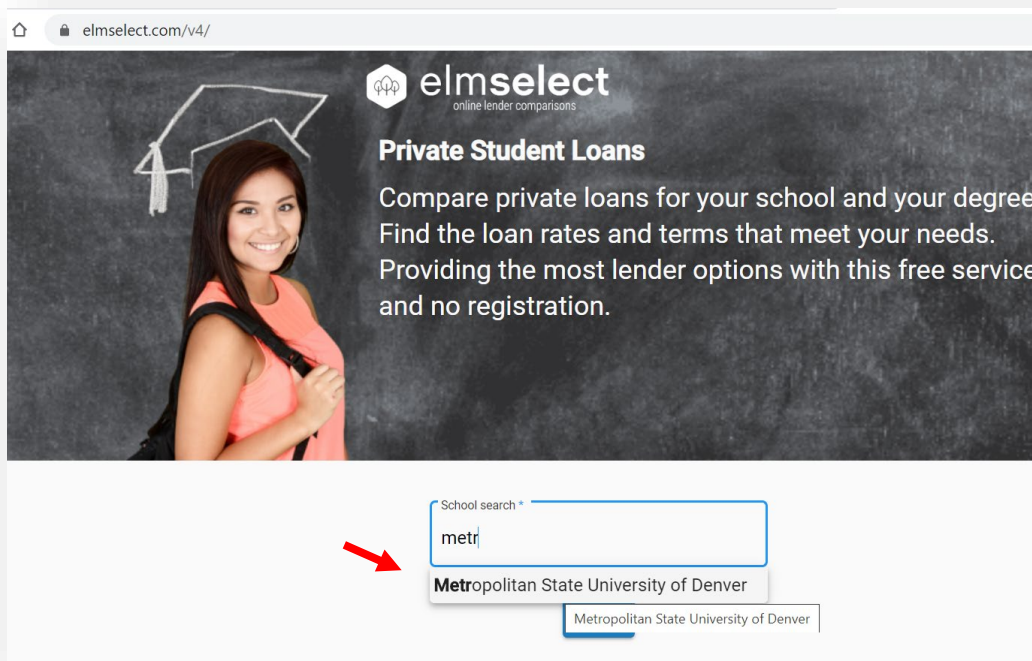 elmselect.com/v4/
elmselect
online lender comparisons
Private Student Loans
Compare private loans for your school and your degree
Find the loan rates and terms that meet your needs.
Providing the most lender options with this free service
and no registration.
School search *
metr
Metropolitan State University of Denver
Metropolitan State University of Denver